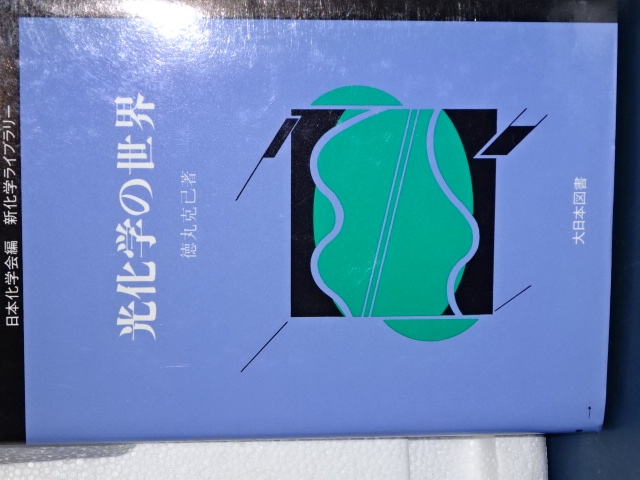 日本化学会編 新化学ライブラリー
光化学の世界
徳丸克己著
大日本図書